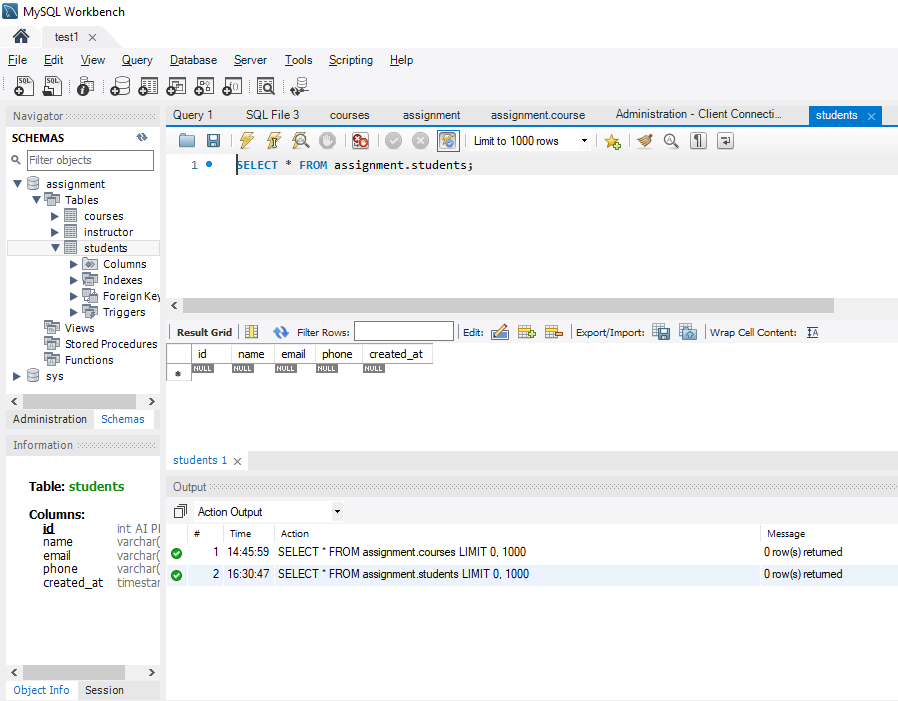 MySQL Workbench
test1
File Edit View Query Database Server Tools Scripting Help
Navigator
SCHEMAS
Filter objects
assignment
Tables
courses
instructor
students
Columns
Indexes
Foreign Key
Triggers
Views
Stored Procedures
Functions
sys
Administration Schemas
Information
Table: students
Columns:
id int AI PI
name varchar(
email varchar(
phone varchar(
created_at timestar
Object Info Session
Query 1 SQL File 3 courses assignment assignment.course Administration - Client Connecti... students
Limit to 1000 rows
1 SELECT * FROM assignment.students;
Result Grid Filter Rows: Edit: Export/Import: Wrap Cell Content:
id name email phone created_at
NULL NULL NULL NULL NULL
students 1
Output
Action Output
# Time Action Message
1 14:45:59 SELECT * FROM assignment.courses LIMIT 0, 1000 0 row(s) returned
2 16:30:47 SELECT * FROM assignment.students LIMIT 0, 1000 0 row(s) returned